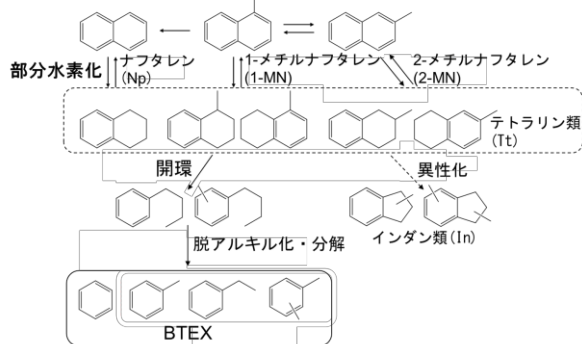 部分水素化
ナフタレン
(Np)
1-メチルナフタレン
(1-MN)
2-メチルナフタレン
(2-MN)
テトラリン類
(Tt)
開環
異性化
インダン類(In)
脱アルキル化・分解
BTEX